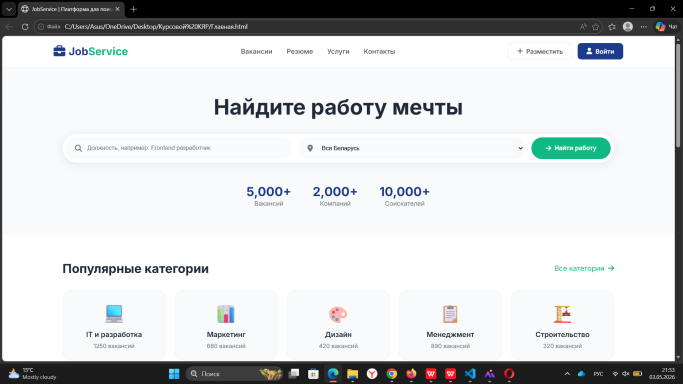 JobService | Платформа для пои
Файл C:/Users/Asus/OneDrive/Desktop/Курсовой%20КЯР/Главная.html
Чат
JobService
Вакансии Резюме Услуги Контакты
+ Разместить
Войти
Найдите работу мечты
Должность, например: Frontend разработчик
Вся Беларусь
Найти работу
5,000+ 2,000+ 10,000+
Вакансий Компаний Соискателей
Популярные категории
Все категории
IT и разработка Маркетинг Дизайн Менеджмент Строительство
1250 вакансий 680 вакансий 420 вакансий 890 вакансий 320 вакансий
15°C
Mostly cloudy
Поиск
РУС
21:53
03.05.2026